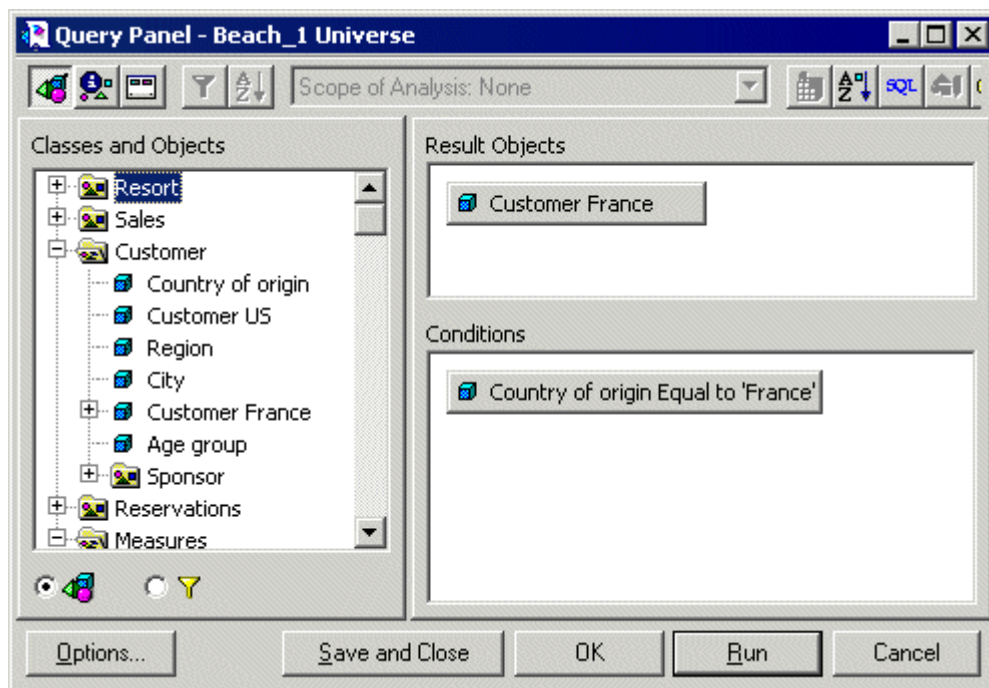 Query Panel - Beach_1 Universe
Scope of Analysis: None
A
Z
A
Z
SQL
Classes and Objects
Resort
Sales
Customer
Country of origin
Customer US
Region
City
Customer France
Age group
Sponsor
Reservations
Measures
Result Objects
Customer France
Conditions
Country of origin Equal to 'France'
Options...
Save and Close
OK
Run
Cancel